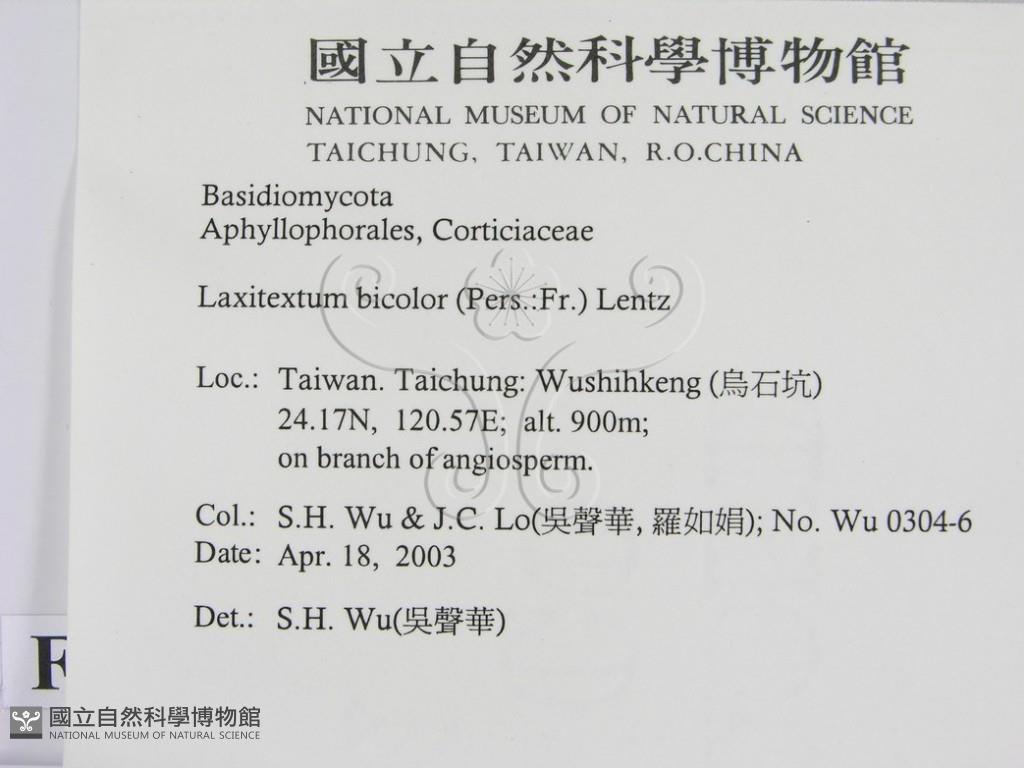 國立自然科學博物館
NATIONAL MUSEUM OF NATURAL SCIENCE
TAICHUNG, TAIWAN, R.O.CHINA
Basidiomycota
Aphyllophorales, Corticiaceae
Laxitextum bicolor (Pers.:Fr.) Lentz
Loc.: Taiwan. Taichung: Wushihkeng (烏石坑)
24.17N, 120.57E; alt. 900m;
on branch of angiosperm.
Col.: S.H. Wu & J.C. Lo(吳聲華, 羅如娟); No. Wu 0304-6
Date: Apr. 18, 2003
Det.: S.H. Wu(吳聲華)
F
國立自然科學博物館
NATIONAL MUSEUM OF NATURAL SCIENCE